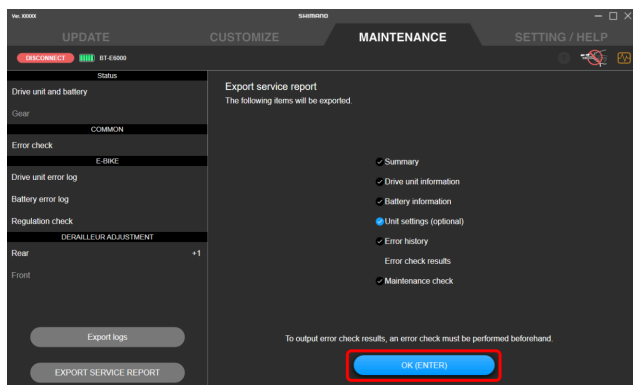 Ver. XXXXX
SHIMANO
UPDATE
CUSTOMIZE
MAINTENANCE
SETTING / HELP
DISCONNECT
BT-E6000
Status
Drive unit and battery
Gear
COMMON
Error check
E-BIKE
Drive unit error log
Battery error log
Regulation check
DERAILLEUR ADJUSTMENT
Rear +1
Front
Export logs
EXPORT SERVICE REPORT
Export service report
The following items will be exported.
Summary
Drive unit information
Battery information
Unit settings (optional)
Error history
Error check results
Maintenance check
To output error check results, an error check must be performed beforehand.
OK (ENTER)